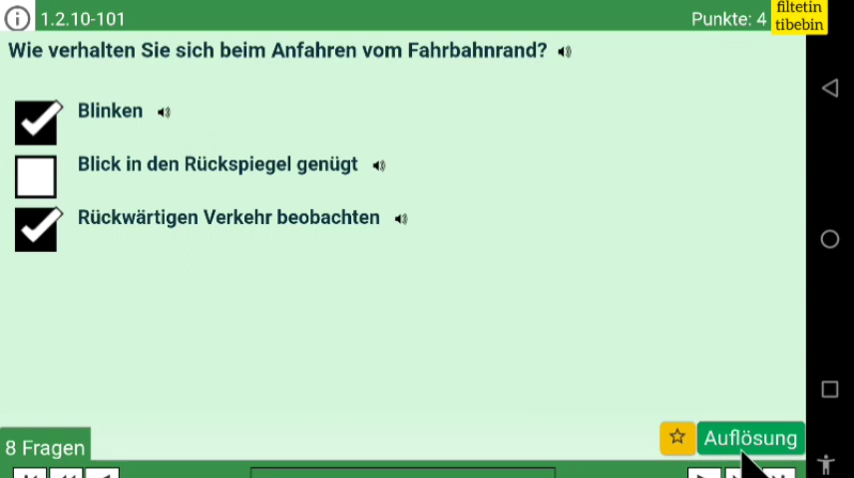 1.2.10-101
Punkte: 4
filtetin
tibebin
Wie verhalten Sie sich beim Anfahren vom Fahrbahnrand?
Blinken
Blick in den Rückspiegel genügt
Rückwärtigen Verkehr beobachten
Auflösung
8 Fragen